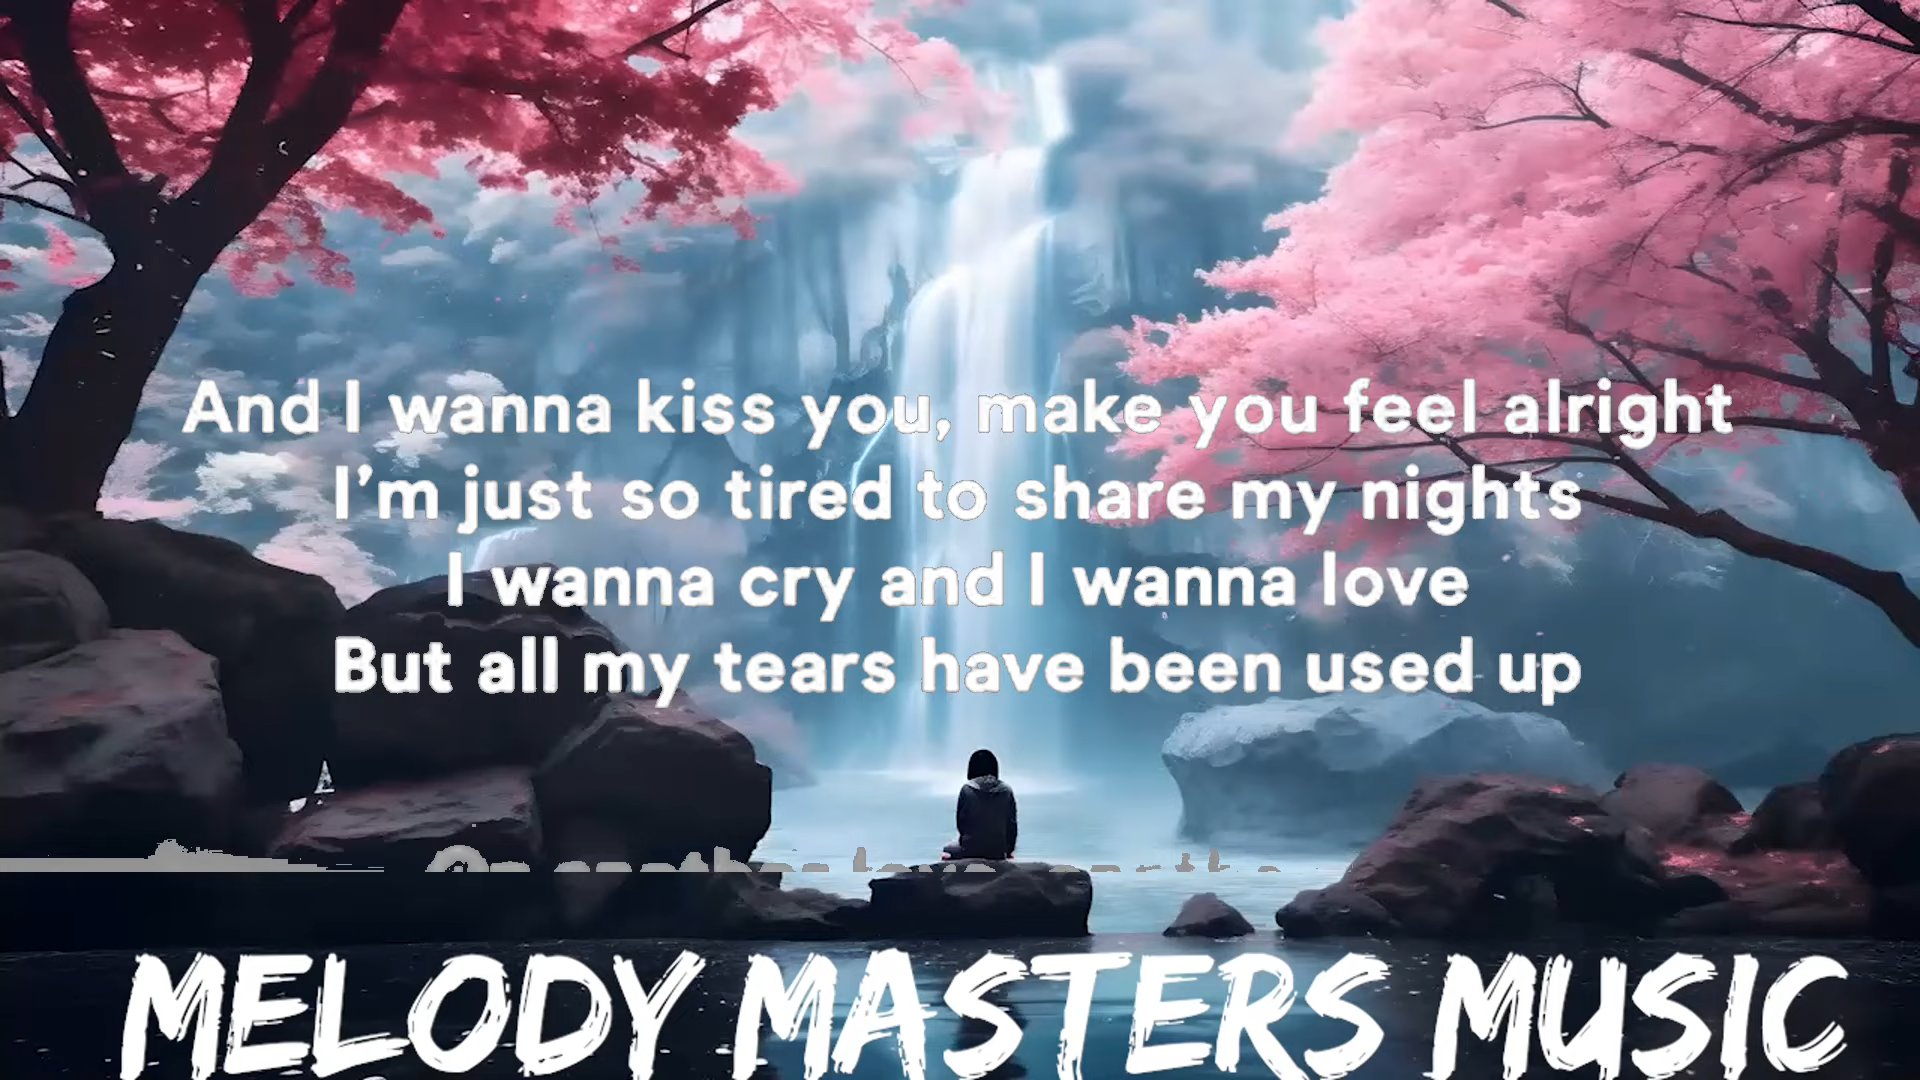 And I wanna kiss you, make you feel alright
I'm just so tired to share my nights
I wanna cry and I wanna love
But all my tears have been used up
MELODY MASTERS MUSIC